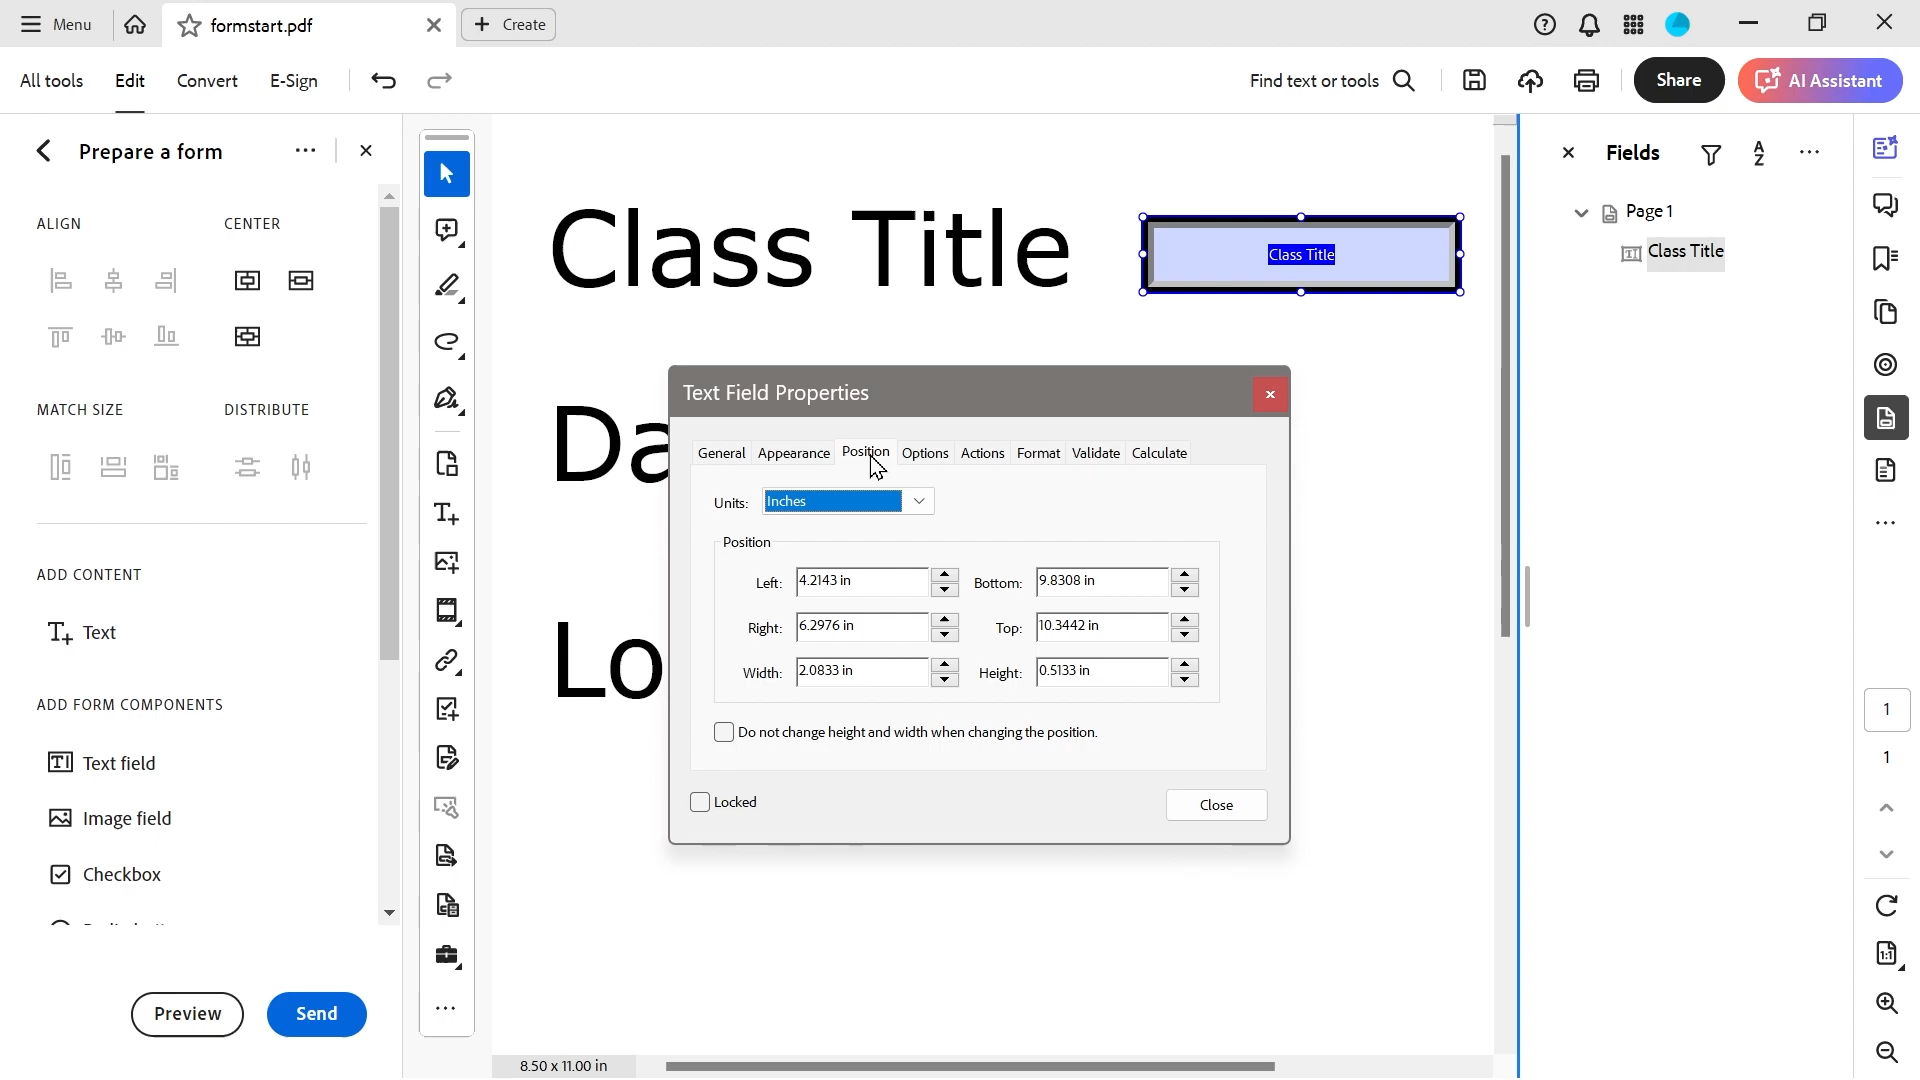 Menu
formstart.pdf
Create
All tools
Edit
Convert
E-Sign
Find text or tools
Share
AI Assistant
Prepare a form
ALIGN
CENTER
MATCH SIZE
DISTRIBUTE
ADD CONTENT
Text
ADD FORM COMPONENTS
Text field
Image field
Checkbox
Preview
Send
Class Title
Class Title
Da
Lo
Text Field Properties
General
Appearance
Position
Options
Actions
Format
Validate
Calculate
Units: Inches
Position
Left: 4.2143 in
Bottom: 9.8308 in
Right: 6.2976 in
Top: 10.3442 in
Width: 2.0833 in
Height: 0.5133 in
Do not change height and width when changing the position.
Locked
Close
8.50 x 11.00 in
Fields
A
Z
Page 1
Class Title
1
1
1:1